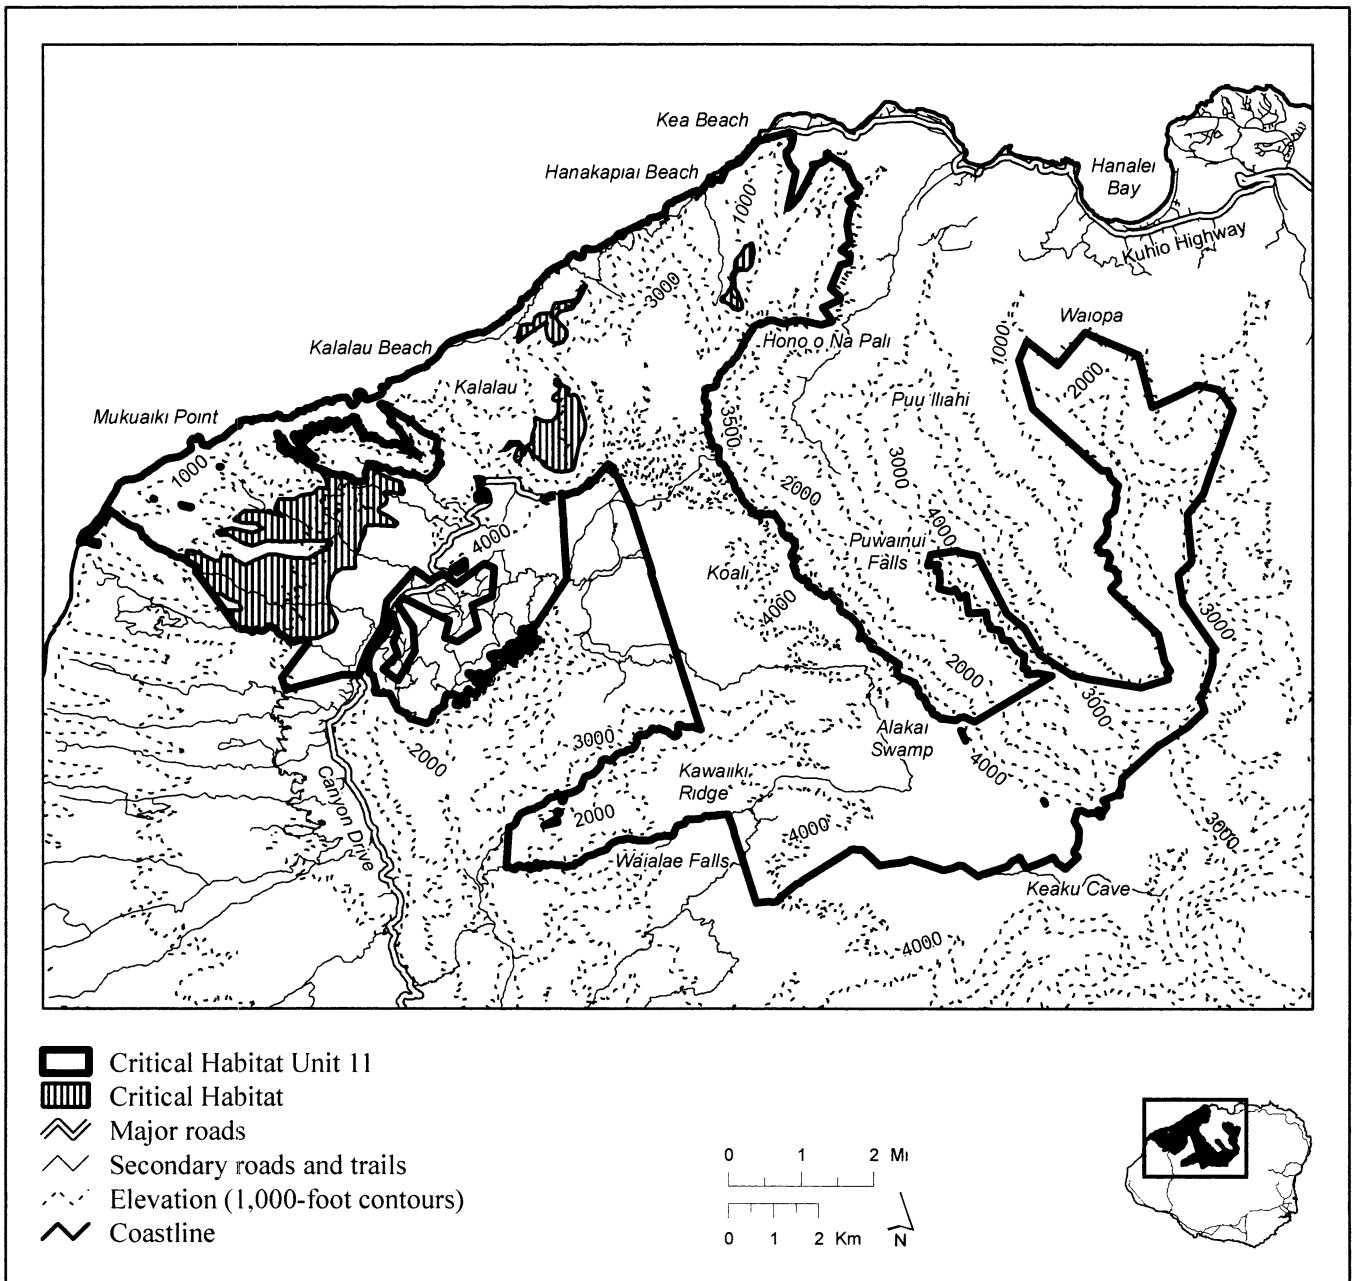 Kea Beach
Hanakapiai Beach
Hanalei
Bay
1000
Kuhio Highway
3000
Waiopa
1000
Hono o Na Pali
Kalalau Beach
2000
Kalalau
Puu Iliahi
3500
Mukuaiki Point
1000
3000
2000
4000
4000
Puwainui
Falls
Koali
4000
3000
2000
3000
Alakai
Swamp
3000
2000
4000
Kawaiiki
Ridge
2000
Canyon Drive
4000
3000
Waialae Falls
Keaku Cave
4000
Critical Habitat Unit 11
Critical Habitat
Major roads
Secondary roads and trails
Elevation (1,000-foot contours)
Coastline
0 1 2 Mi
0 1 2 Km
N